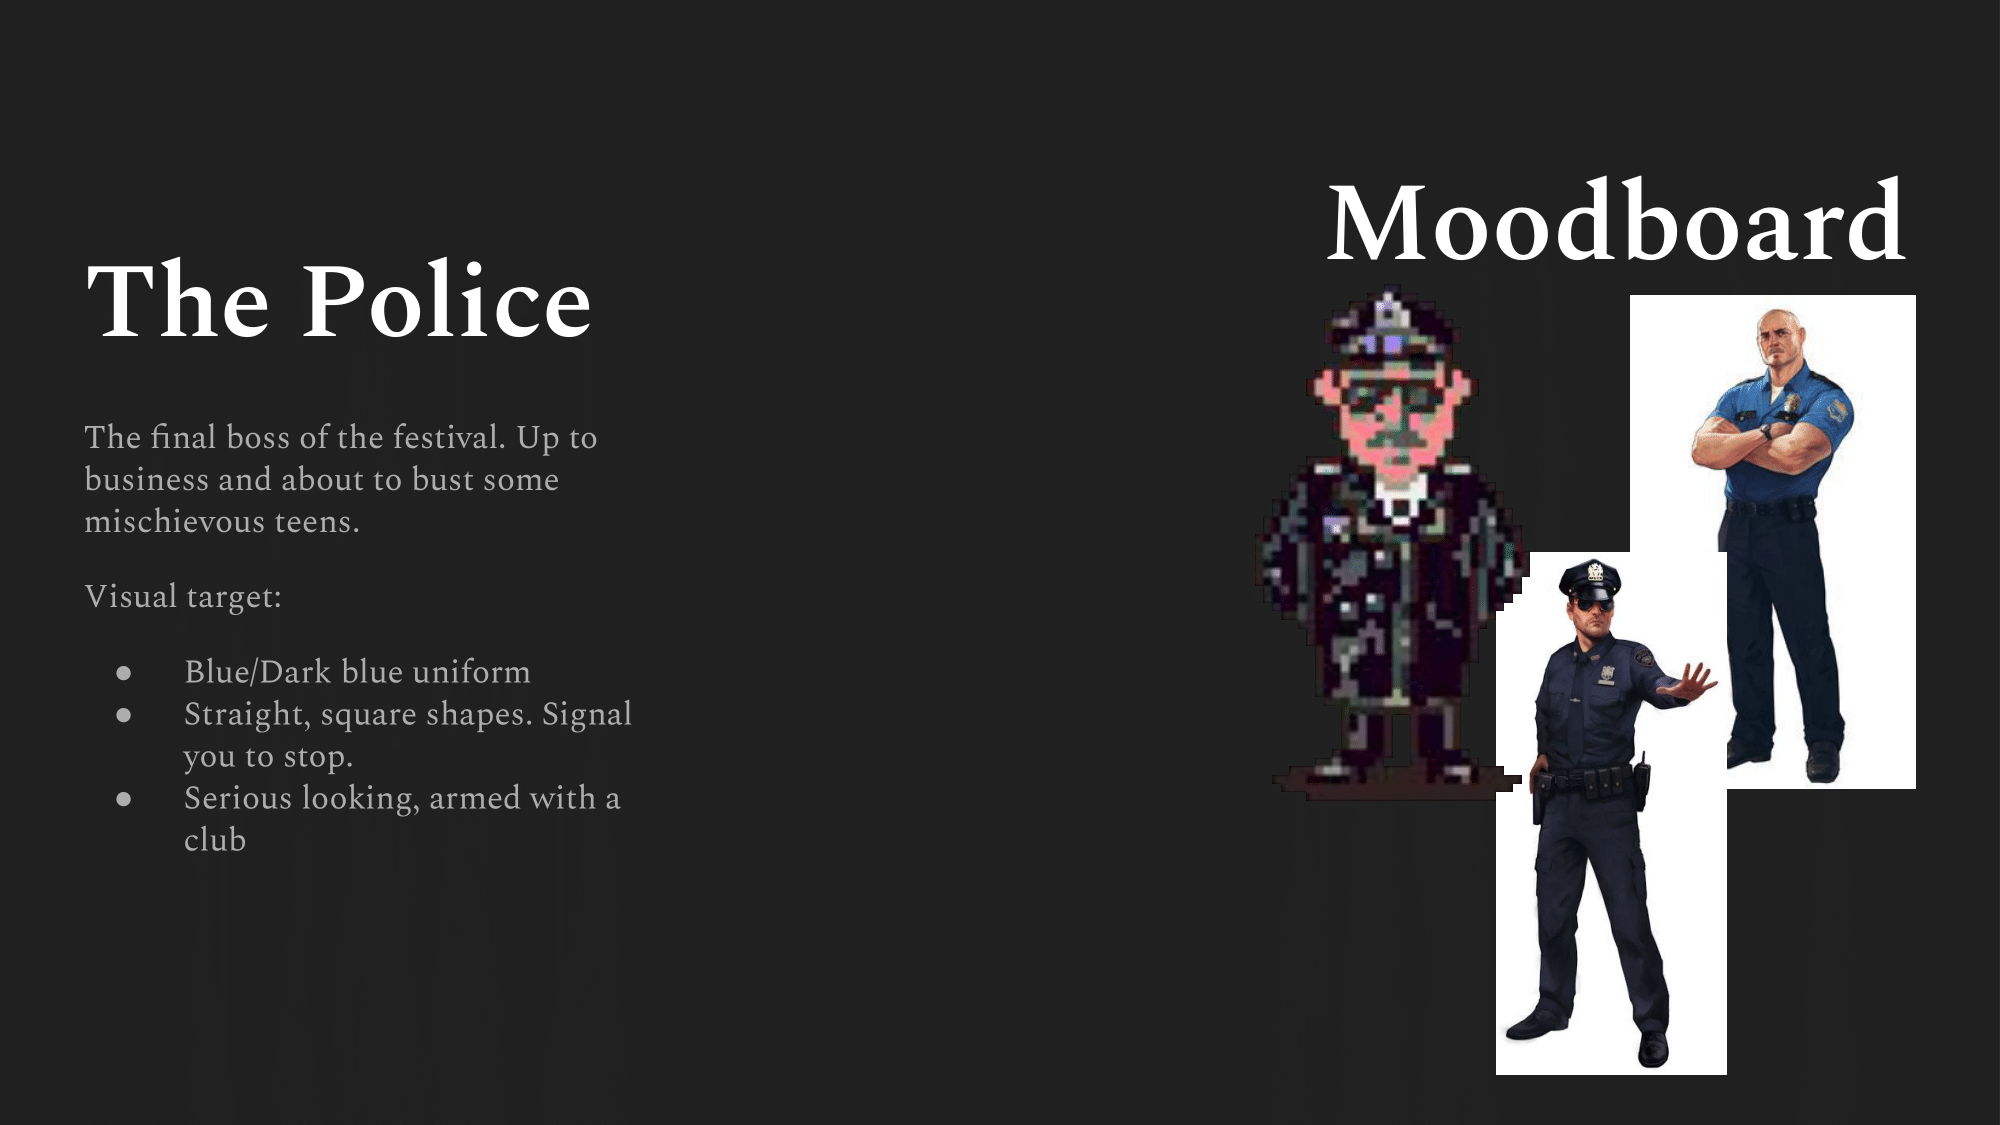 The Police
The final boss of the festival. Up to
business and about to bust some
mischievous teens.
Visual target:
● Blue/Dark blue uniform
● Straight, square shapes. Signal
you to stop.
● Serious looking, armed with a
club
Moodboard